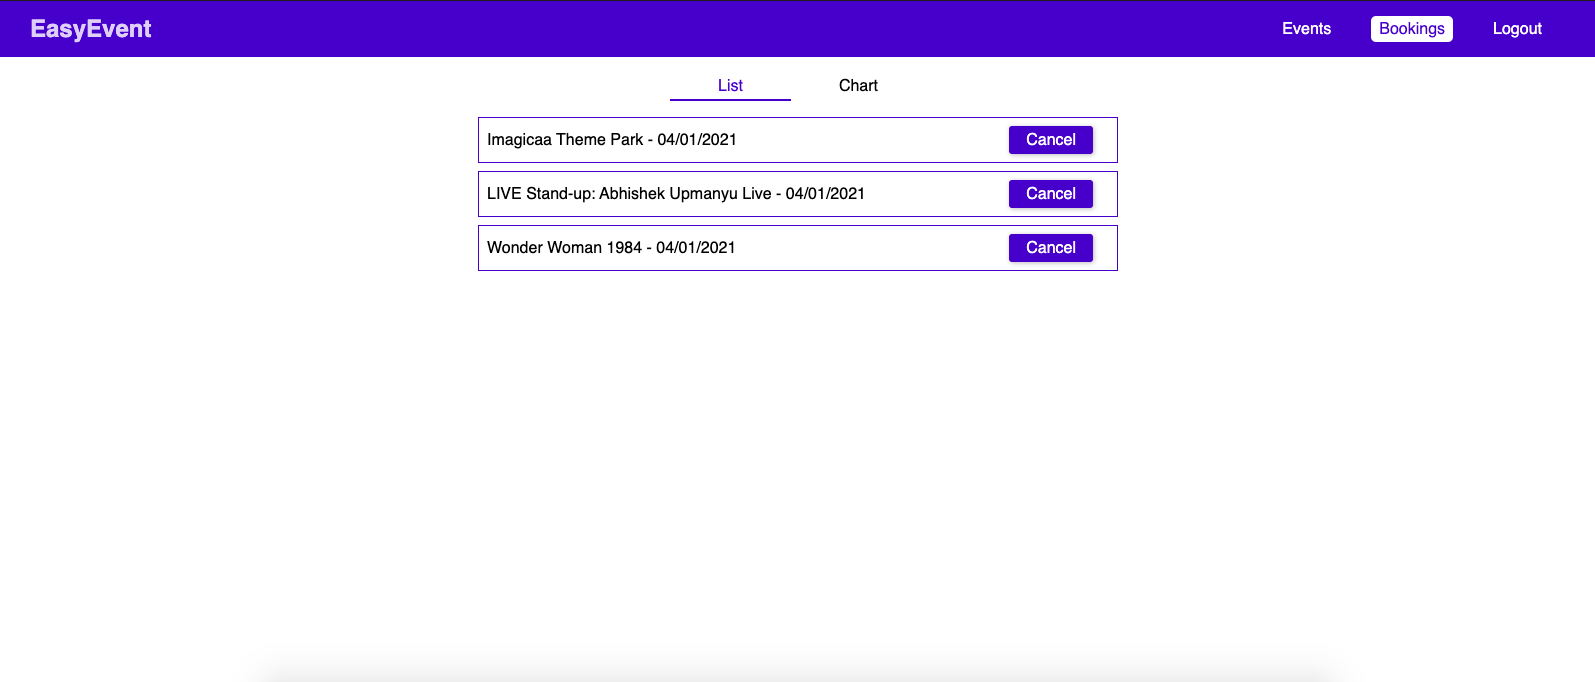 EasyEvent Events Bookings Logout
List Chart
Imagicaa Theme Park - 04/01/2021 Cancel
LIVE Stand-up: Abhishek Upmanyu Live - 04/01/2021 Cancel
Wonder Woman 1984 - 04/01/2021 Cancel